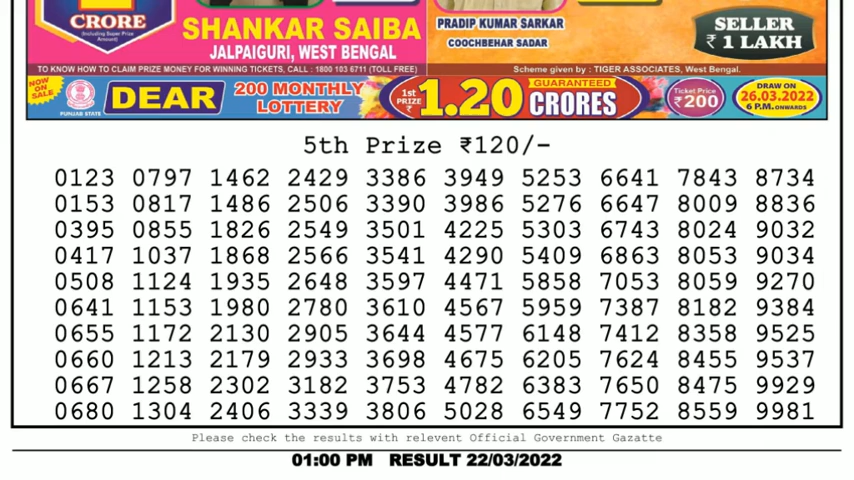 1
CRORE
(Including Super Prize
Amount)
SHANKAR SAIBA
JALPAIGURI, WEST BENGAL
PRADIP KUMAR SARKAR
COOCHBEHAR SADAR
SELLER
₹ 1 LAKH
TO KNOW HOW TO CLAIM PRIZE MONEY FOR WINNING TICKETS, CALL : 1800 103 6711 (TOLL FREE)
Scheme given by : TIGER ASSOCIATES, West Bengal.
NOW ON SALE
PUNJAB STATE
DEAR
200 MONTHLY
LOTTERY
1st
PRIZE
₹
1.20
GUARANTEED
CRORES
Ticket Price
₹200
DRAW ON
26.03.2022
6 P.M. ONWARDS
5th Prize ₹120/-
0123 0797 1462 2429 3386 3949 5253 6641 7843 8734
0153 0817 1486 2506 3390 3986 5276 6647 8009 8836
0395 0855 1826 2549 3501 4225 5303 6743 8024 9032
0417 1037 1868 2566 3541 4290 5409 6863 8053 9034
0508 1124 1935 2648 3597 4471 5858 7053 8059 9270
0641 1153 1980 2780 3610 4567 5959 7387 8182 9384
0655 1172 2130 2905 3644 4577 6148 7412 8358 9525
0660 1213 2179 2933 3698 4675 6205 7624 8455 9537
0667 1258 2302 3182 3753 4782 6383 7650 8475 9929
0680 1304 2406 3339 3806 5028 6549 7752 8559 9981
Please check the results with relevent Official Government Gazatte
01:00 PM RESULT 22/03/2022